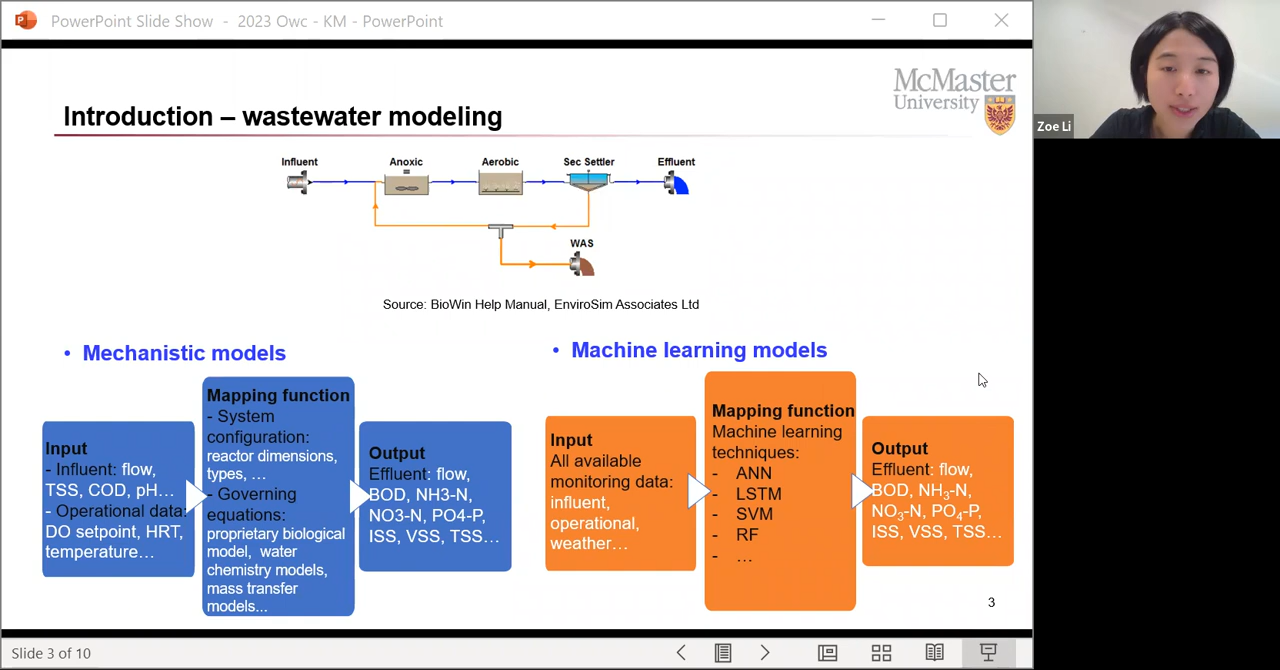 PowerPoint Slide Show - 2023 Owc - KM - PowerPoint
McMaster
University
Zoe Li
Introduction – wastewater modeling
Influent
Anoxic
Aerobic
Sec Settler
Effluent
WAS
Source: BioWin Help Manual, EnviroSim Associates Ltd
• Mechanistic models
Input
- Influent: flow,
TSS, COD, pH…
- Operational data:
DO setpoint, HRT,
temperature…
Mapping function
- System
configuration:
reactor dimensions,
types, …
- Governing
equations:
proprietary biological
model, water
chemistry models,
mass transfer
models...
Output
Effluent: flow,
BOD, NH3-N,
NO3-N, PO4-P,
ISS, VSS, TSS…
• Machine learning models
Input
All available
monitoring data:
influent,
operational,
weather…
Mapping function
Machine learning
techniques:
- ANN
- LSTM
- SVM
- RF
- …
Output
Effluent: flow,
BOD, NH₃-N,
NO₃-N, PO₄-P,
ISS, VSS, TSS…
3
Slide 3 of 10